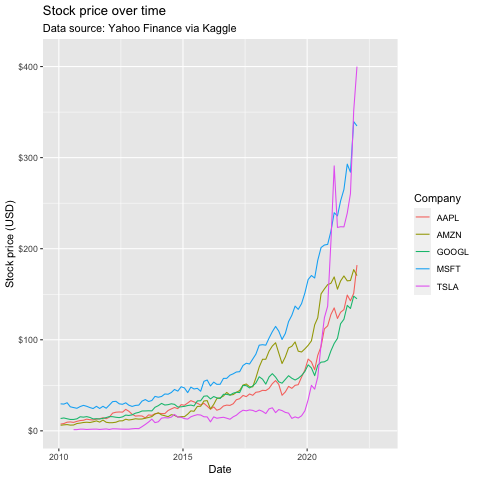 Stock price over time
Data source: Yahoo Finance via Kaggle
$400
$300
$200
$100
$0
Stock price (USD)
2010
2015
2020
Date
Company
AAPL
AMZN
GOOGL
MSFT
TSLA